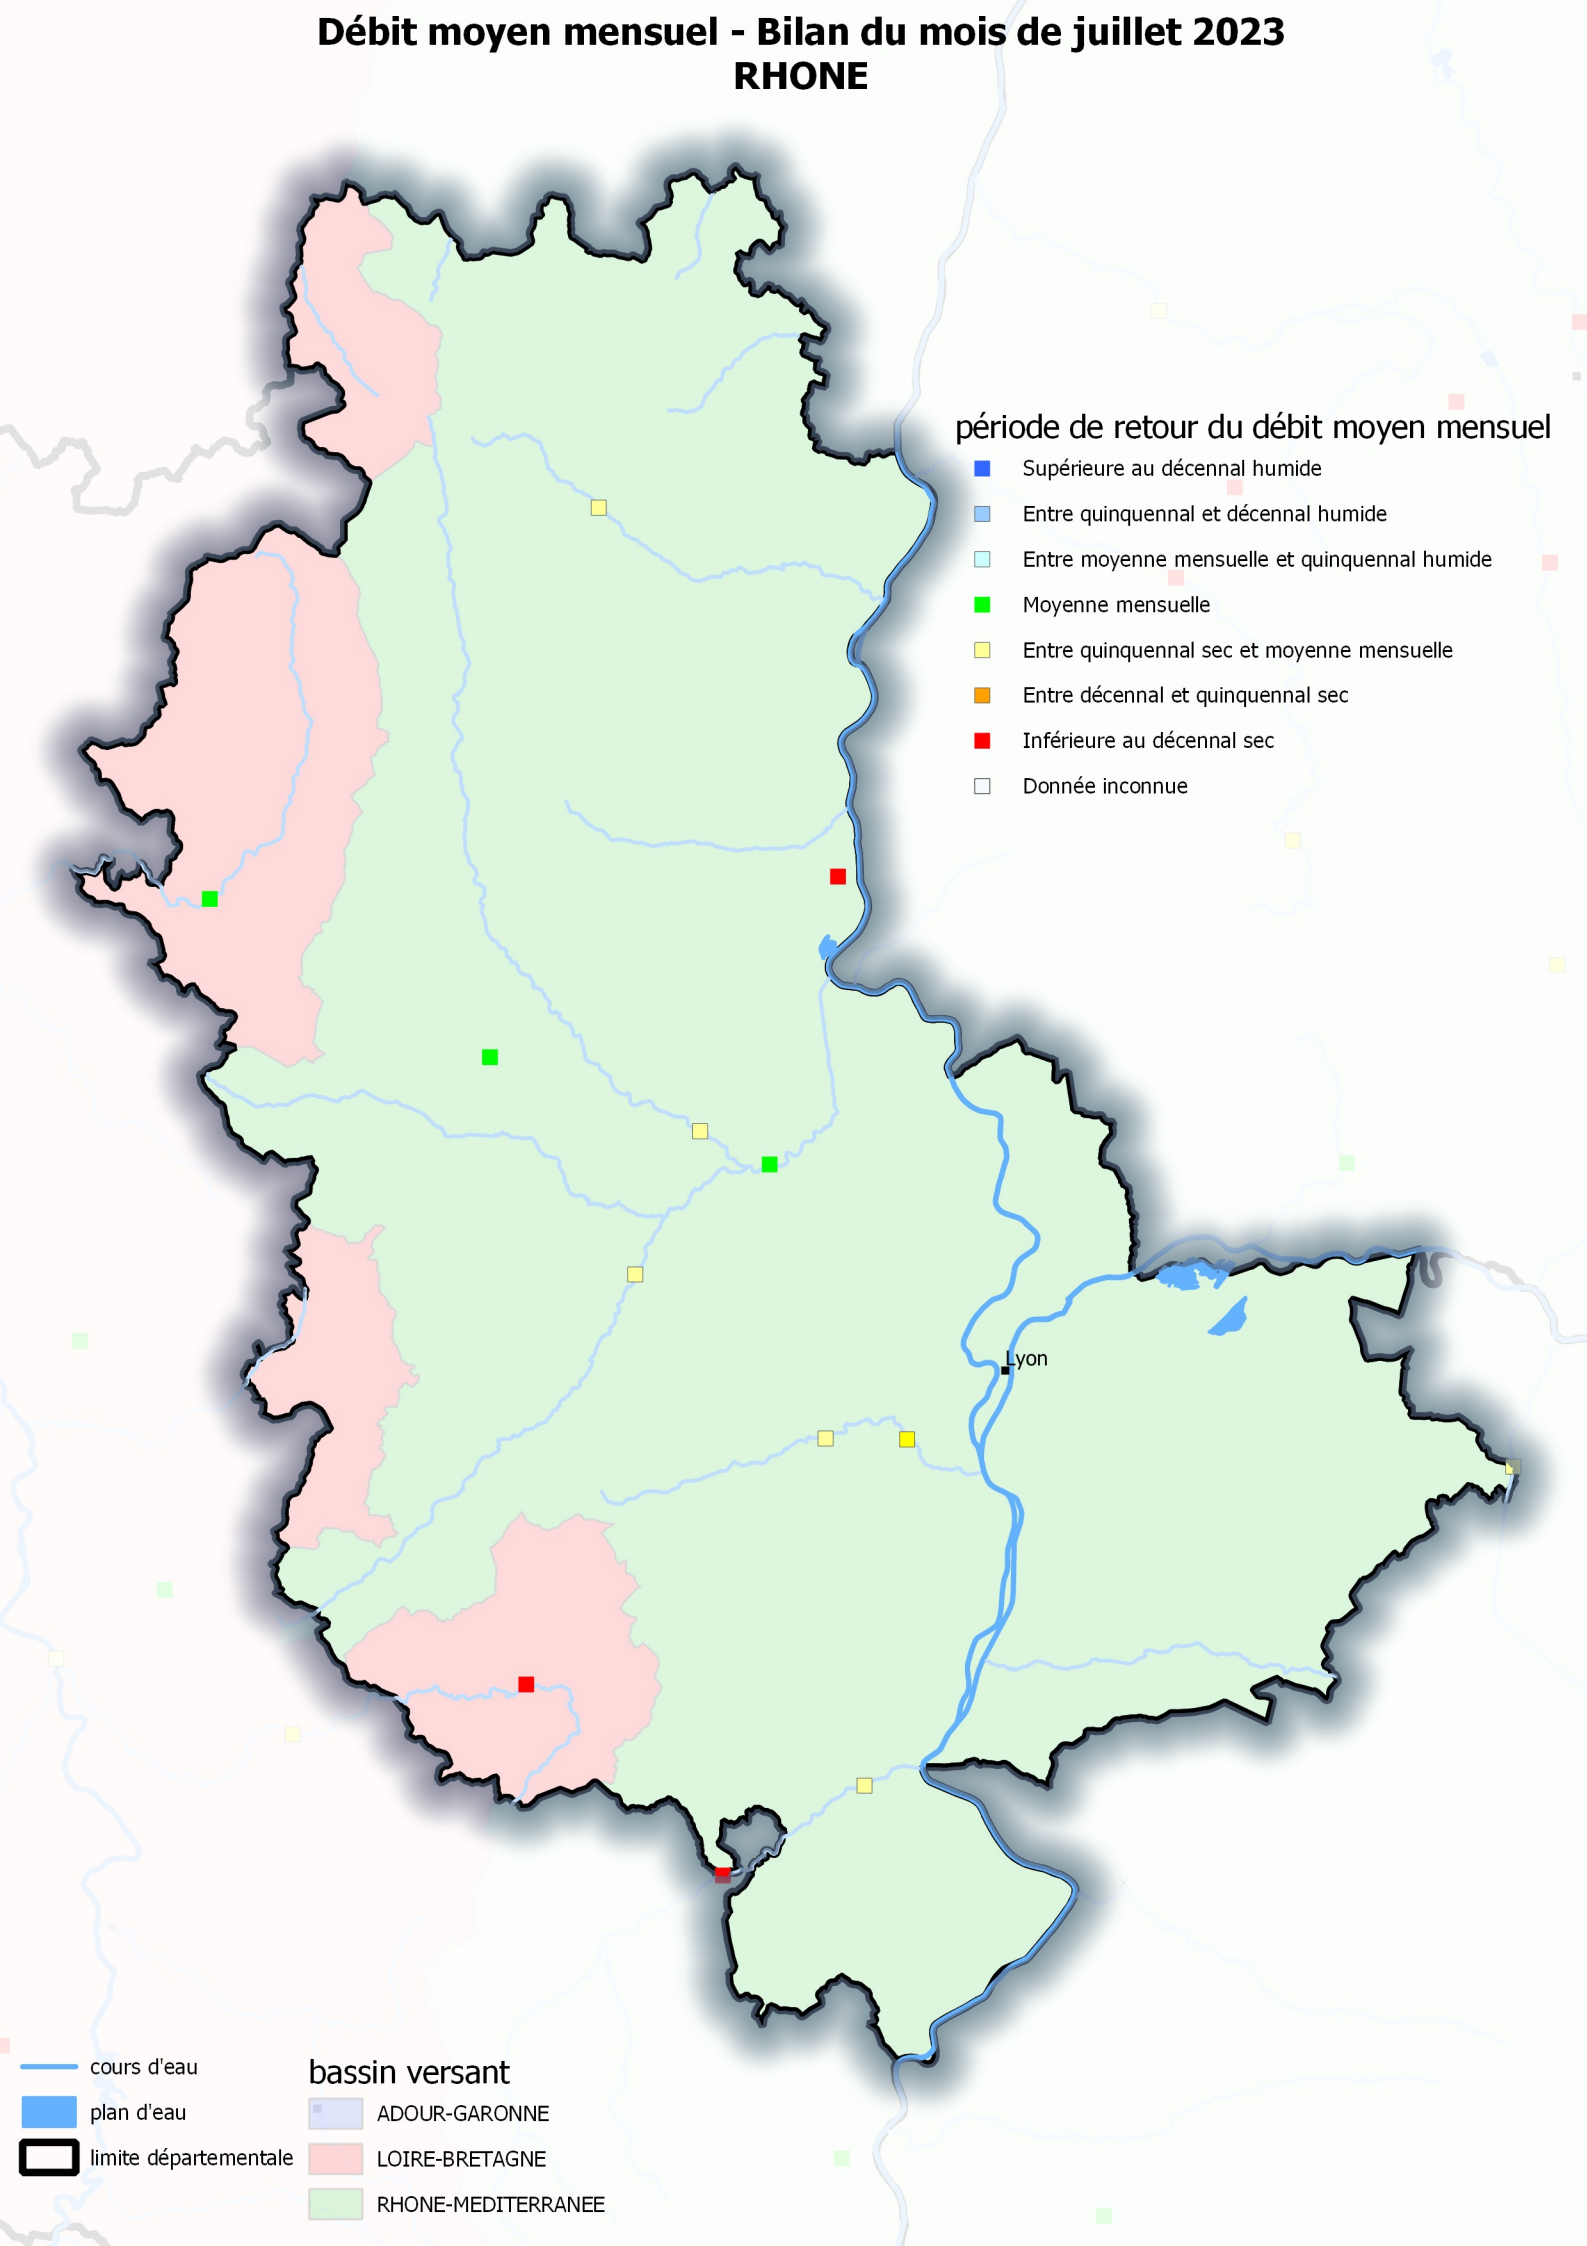 Débit moyen mensuel - Bilan du mois de juillet 2023
RHONE
période de retour du débit moyen mensuel
Supérieure au décennal humide
Entre quinquennal et décennal humide
Entre moyenne mensuelle et quinquennal humide
Moyenne mensuelle
Entre quinquennal sec et moyenne mensuelle
Entre décennal et quinquennal sec
Inférieure au décennal sec
Donnée inconnue
Lyon
cours d'eau
plan d'eau
limite départementale
bassin versant
ADOUR-GARONNE
LOIRE-BRETAGNE
RHONE-MEDITERRANEE